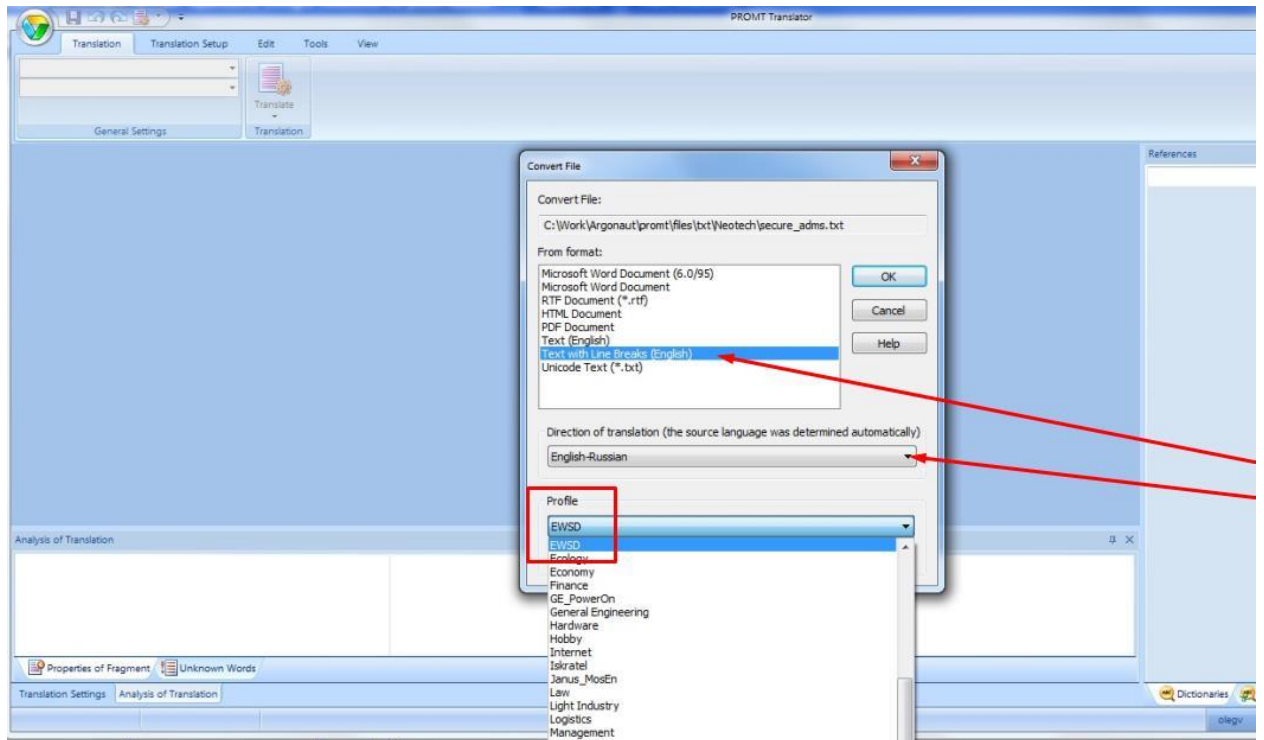 PROMT Translator
Translation Translation Setup Edit Tools View
Translate
General Settings Translation
References
Convert File
Convert File:
C:\Work\Argonaut\promt\files\txt\Neotech\secure_adms.txt
From format:
Microsoft Word Document (6.0/95)
Microsoft Word Document
RTF Document (*.rtf)
HTML Document
PDF Document
Text (English)
Text with Line Breaks (English)
Unicode Text (*.txt)
OK
Cancel
Help
Direction of translation (the source language was determined automatically)
English-Russian
Profile
EWSD
EWSD
Ecology
Economy
Finance
GE_PowerOn
General Engineering
Hardware
Hobby
Internet
Iskratel
Janus_MosEn
Law
Light Industry
Logistics
Management
Analysis of Translation
Properties of Fragment Unknown Words
Translation Settings Analysis of Translation
Dictionaries
olegv